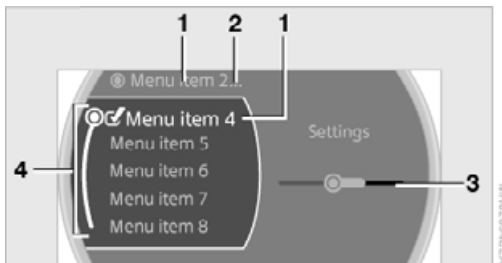 1 2 1
Menu item 2...
Menu item 4
Menu item 5
Menu item 6
Menu item 7
Menu item 8
Settings
4
3